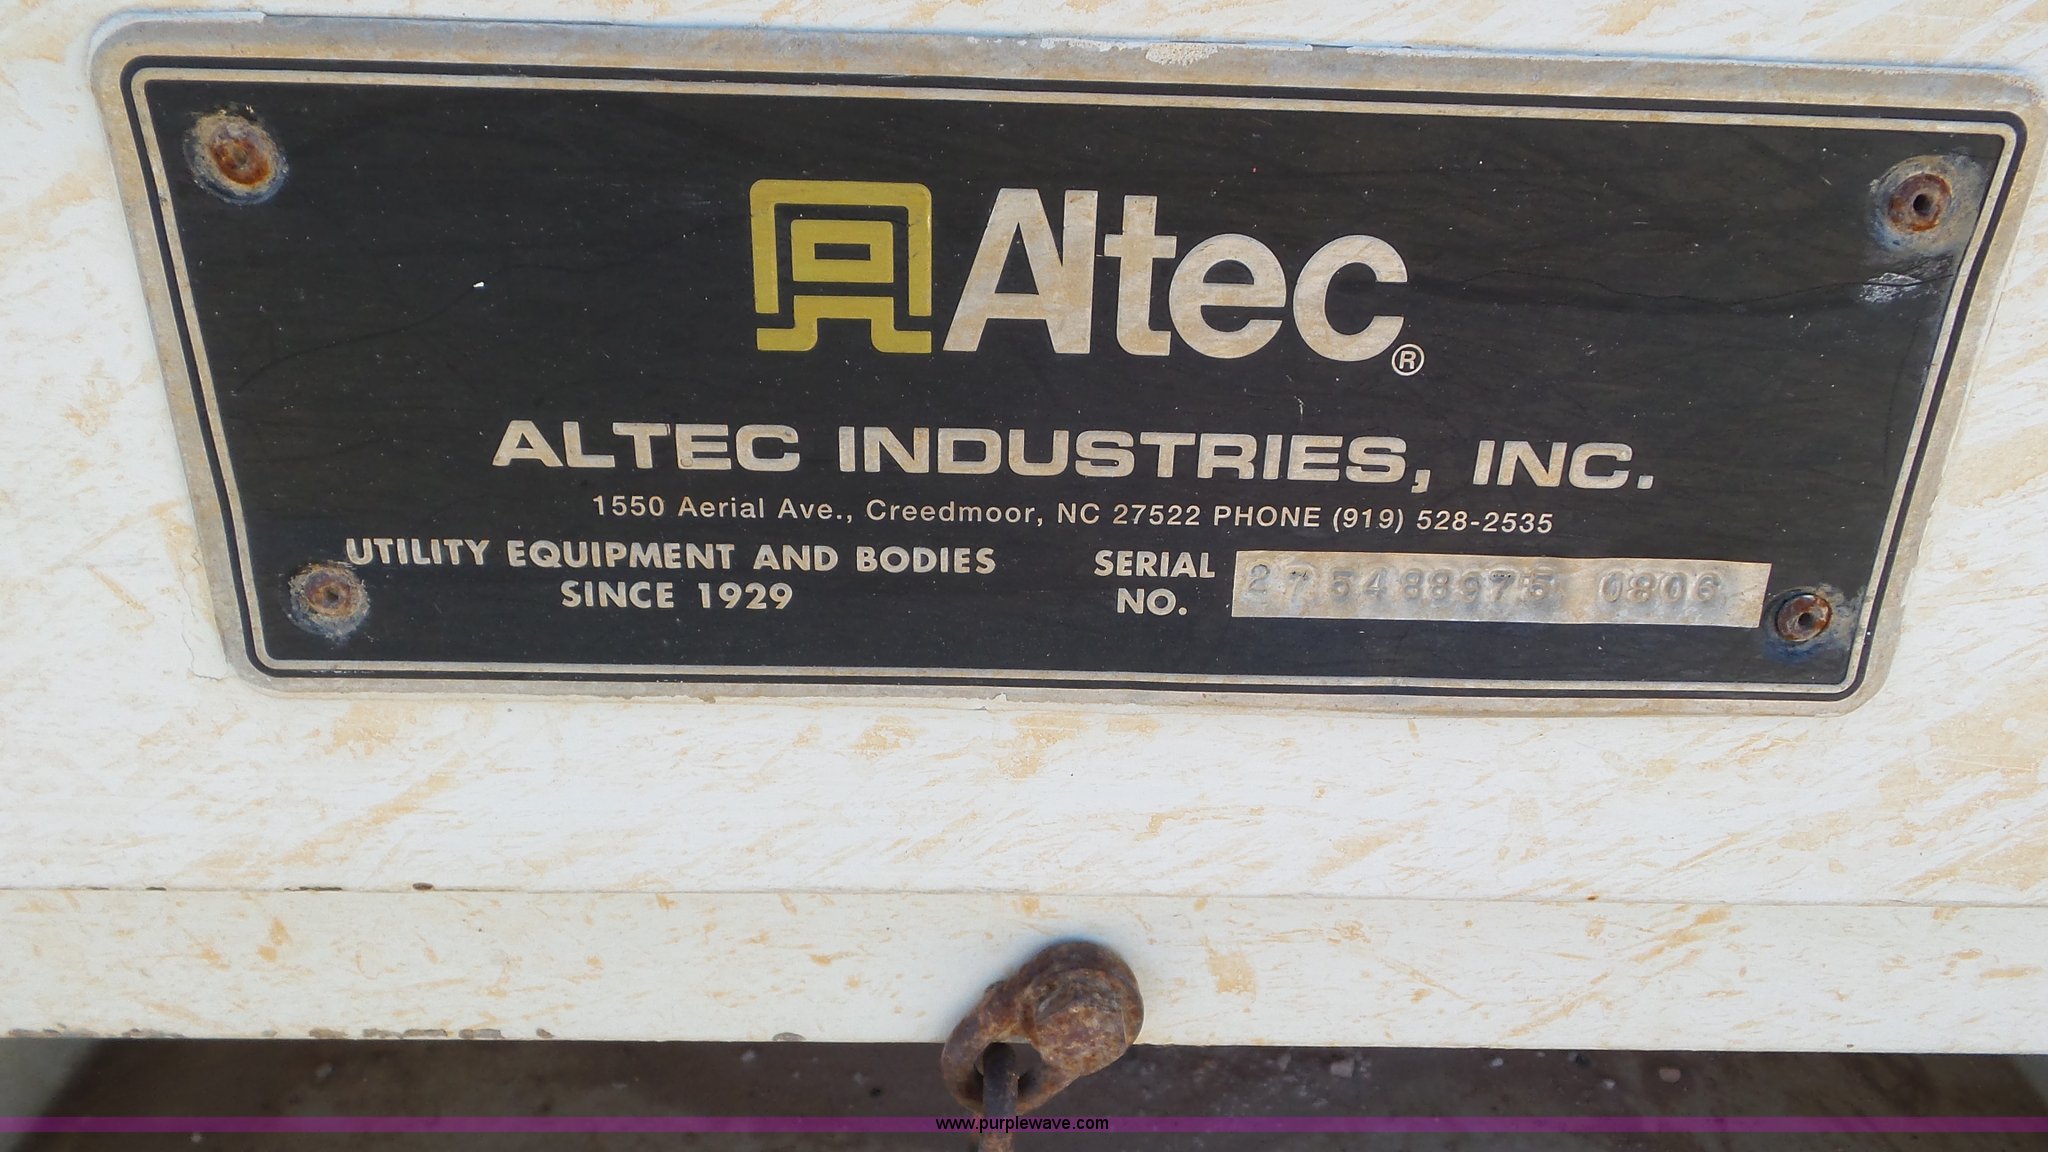 Altec®
ALTEC INDUSTRIES, INC.
1550 Aerial Ave., Creedmoor, NC 27522 PHONE (919) 528-2535
UTILITY EQUIPMENT AND BODIES
SINCE 1929
SERIAL NO. 0806
www.purplewave.com